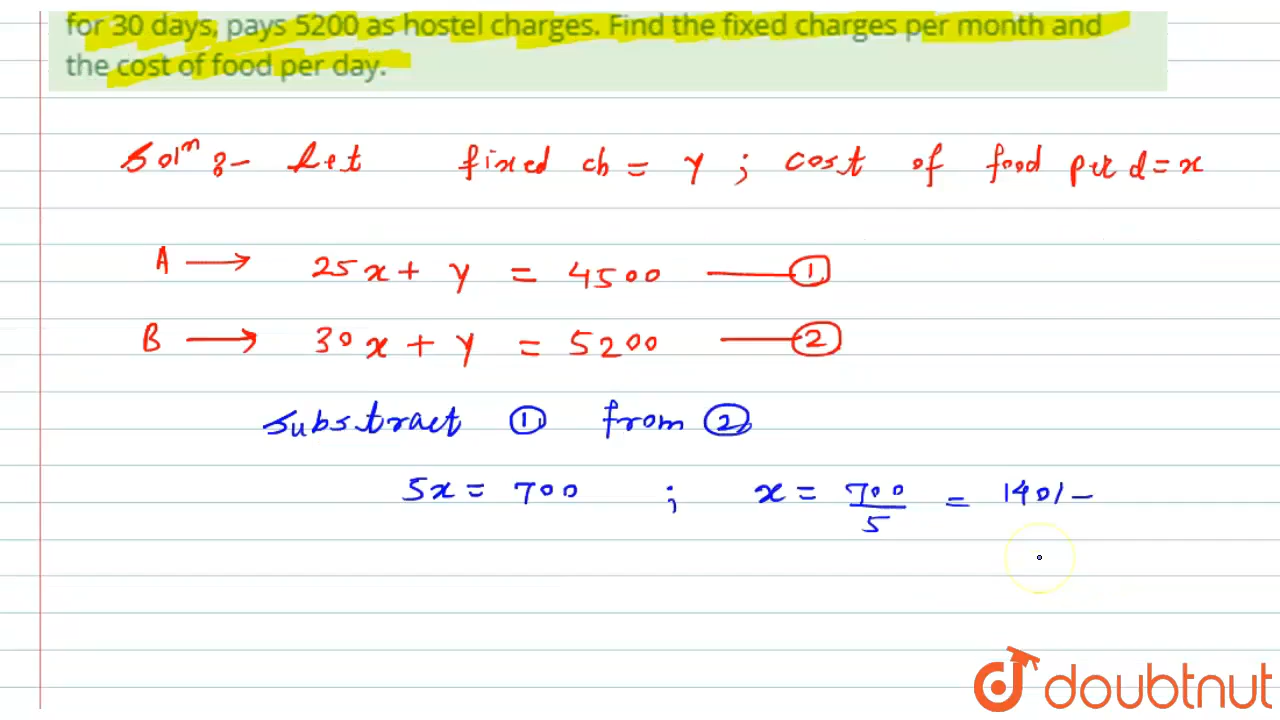 for 30 days, pays 5200 as hostel charges. Find the fixed charges per month and
the cost of food per day.
Solⁿ :- Let fixed ch = y ; cost of food per d = x
A → 25x + y = 4500 —— ①
B → 30x + y = 5200 —— ②
Substract ① from ②
5x = 700 ; x = 700/5 = 140/-
doubtnut